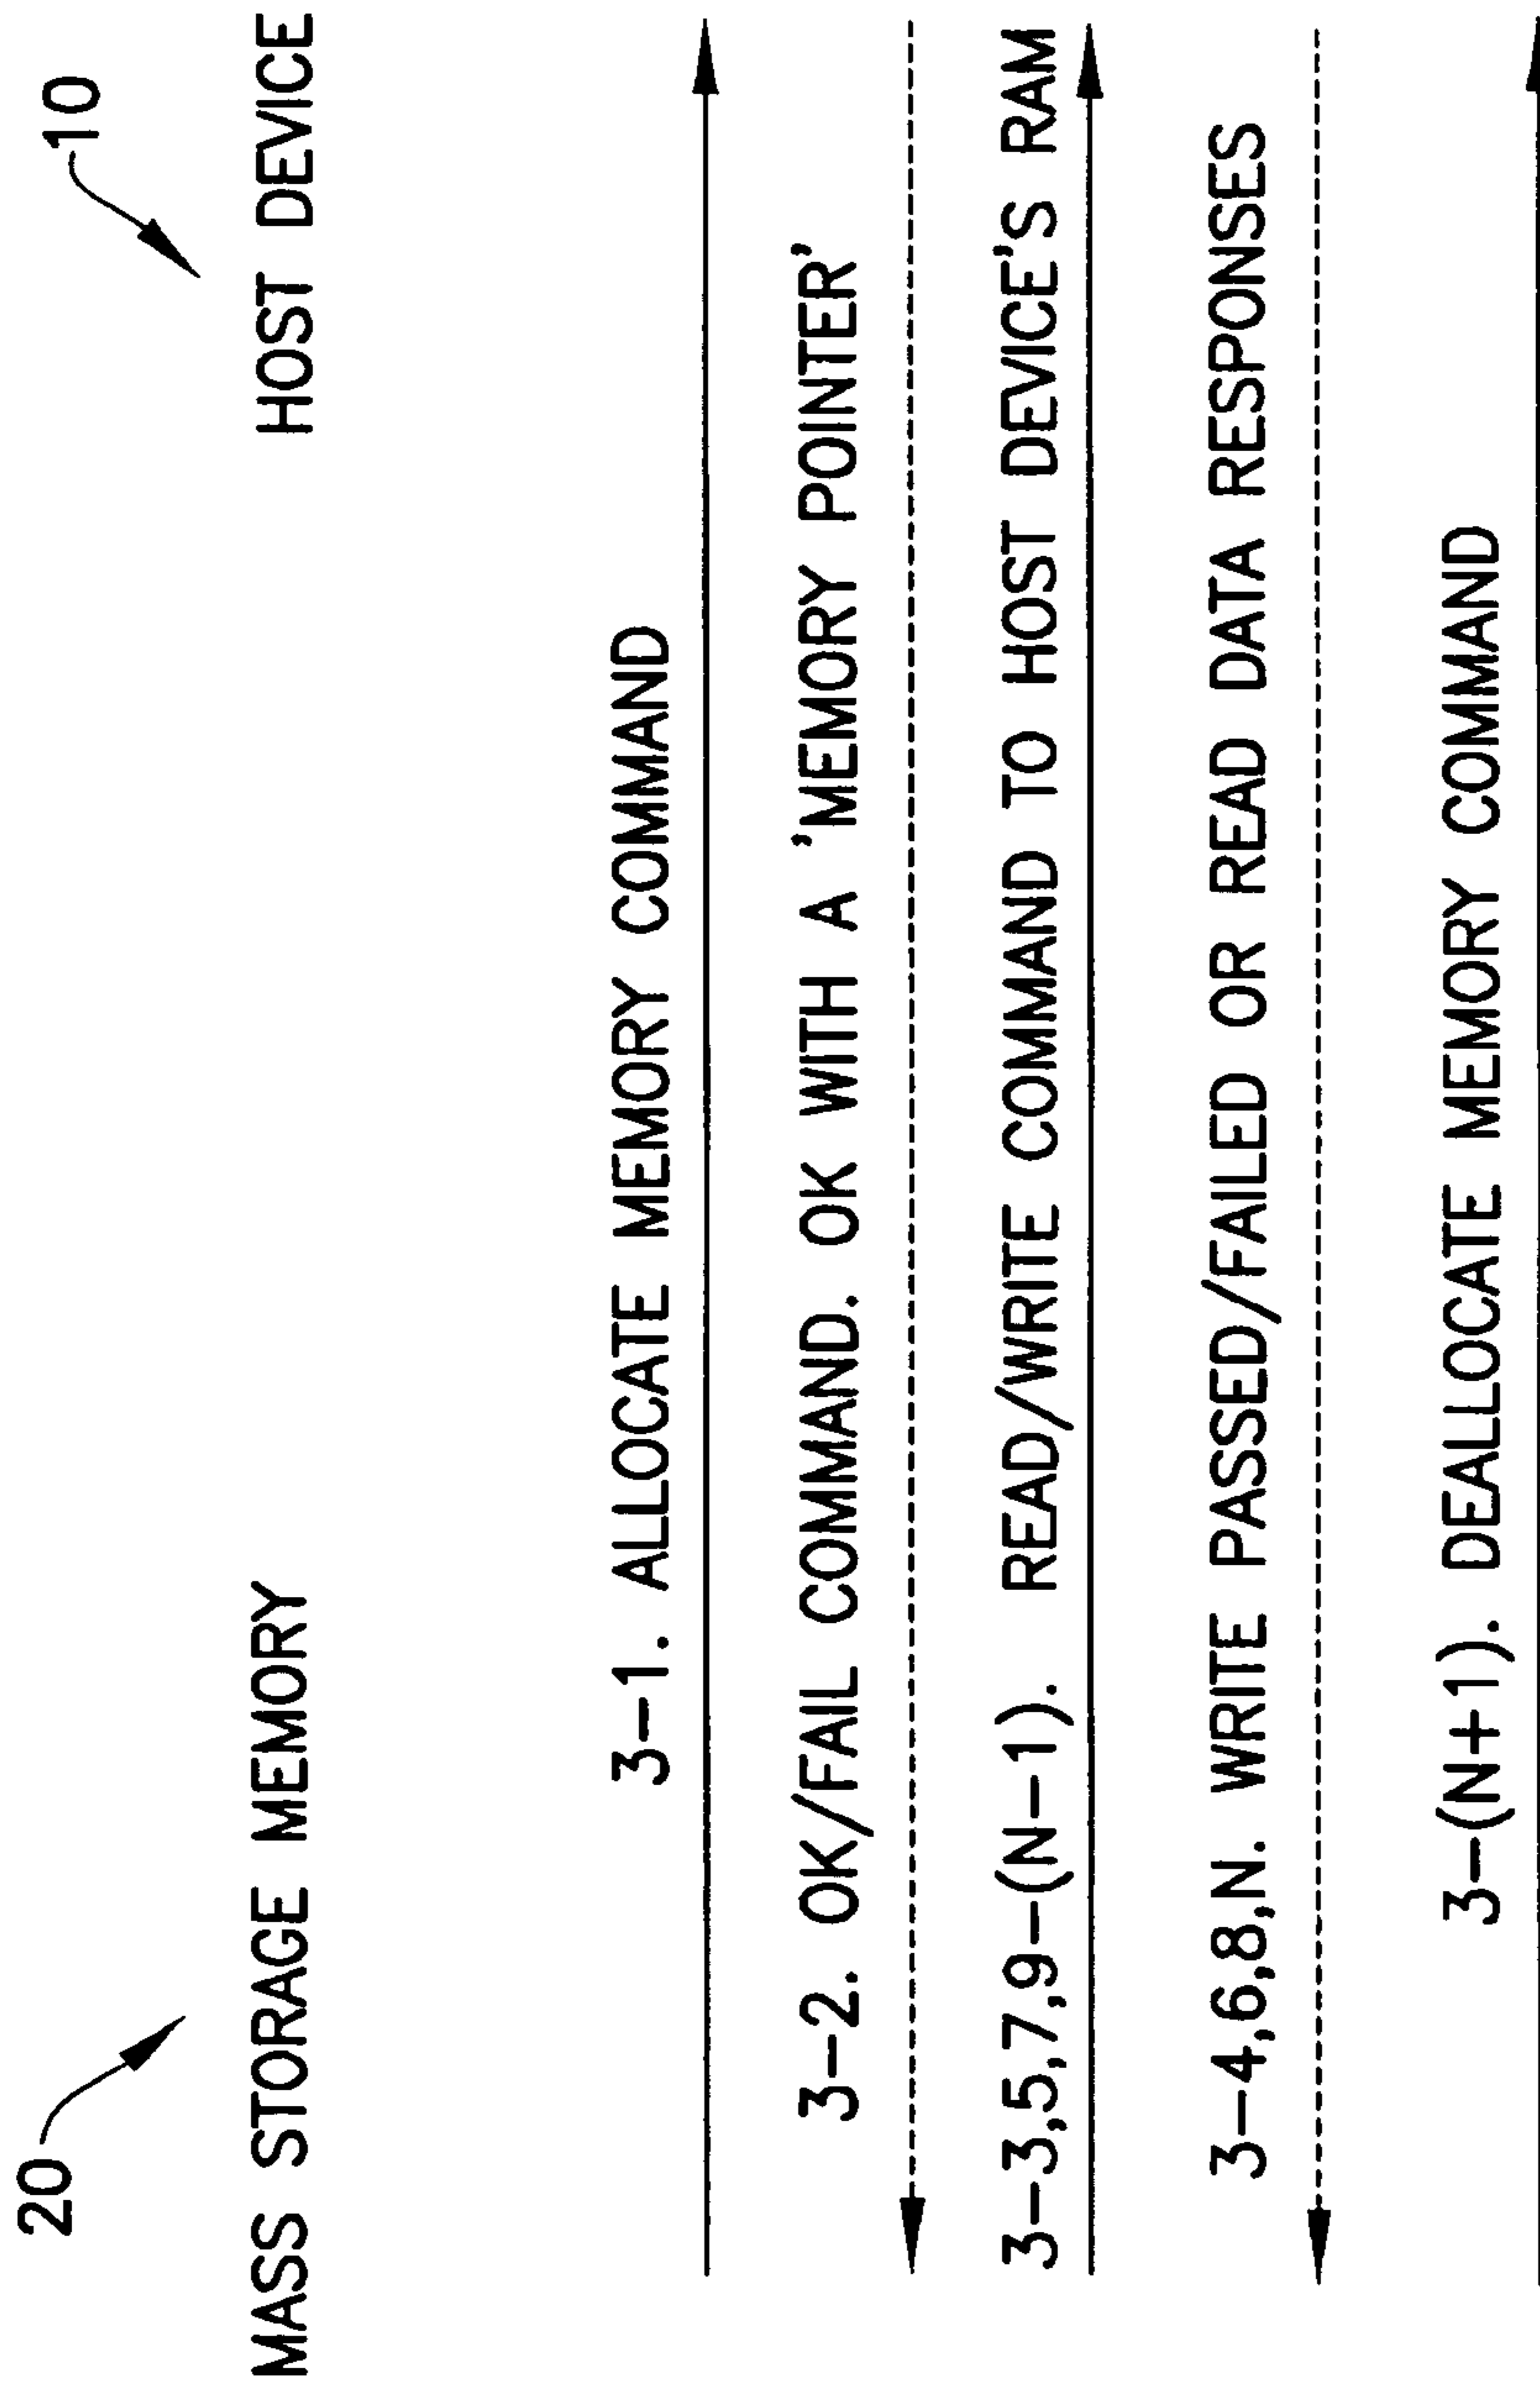 20
10
MASS STORAGE MEMORY
HOST DEVICE
3-1. ALLOCATE MEMORY COMMAND
3-2. OK/FAIL COMMAND. OK WITH A 'MEMORY POINTER'
3-3,5,7,9-(N-1). READ/WRITE COMMAND TO HOST DEVICE'S RAM
3-4,6,8,N. WRITE PASSED/FAILED OR READ DATA RESPONSES
3-(N+1). DEALLOCATE MEMORY COMMAND